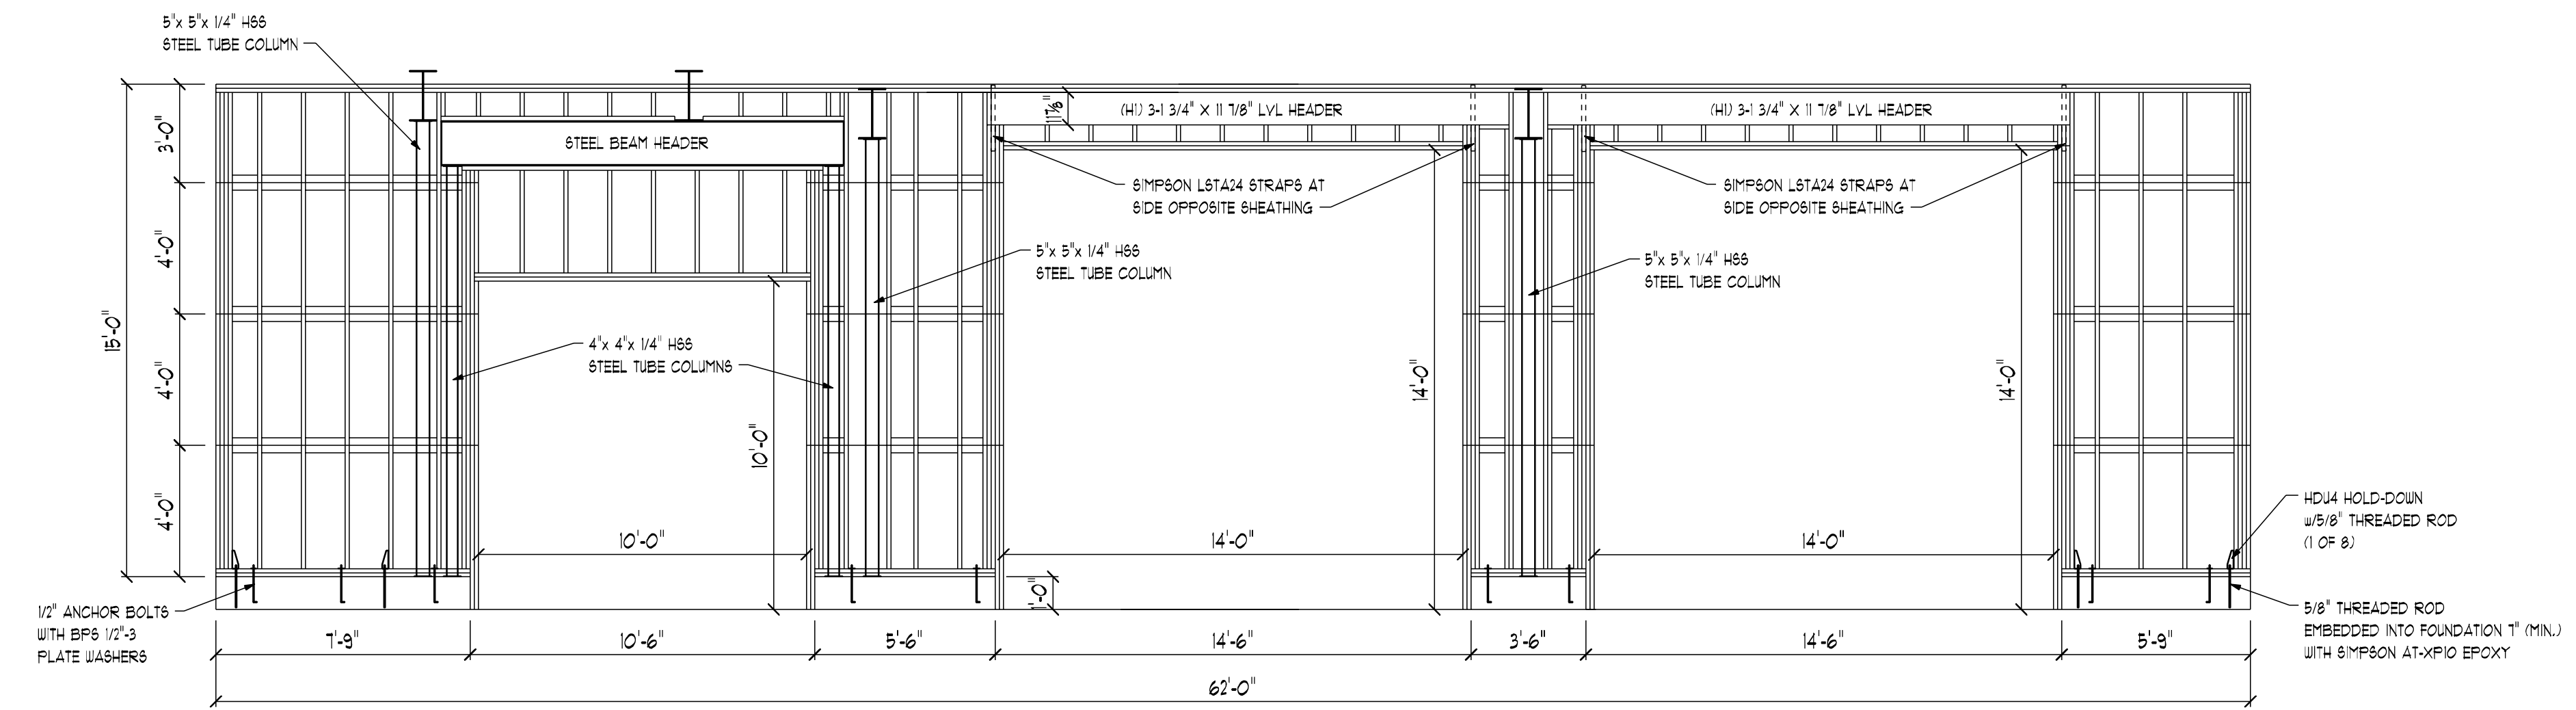 5"x 5"x 1/4" HSS
STEEL TUBE COLUMN
3'-0"
4'-0"
4'-0"
4'-0"
15'-0"
STEEL BEAM HEADER
11 7/8"
(H1) 3-1 3/4" X 11 7/8" LVL HEADER
(H1) 3-1 3/4" X 11 7/8" LVL HEADER
SIMPSON LSTA24 STRAPS AT
SIDE OPPOSITE SHEATHING
SIMPSON LSTA24 STRAPS AT
SIDE OPPOSITE SHEATHING
5"x 5"x 1/4" HSS
STEEL TUBE COLUMN
5"x 5"x 1/4" HSS
STEEL TUBE COLUMN
4"x 4"x 1/4" HSS
STEEL TUBE COLUMNS
10'-0"
14'-0"
14'-0"
10'-0"
14'-0"
14'-0"
1'-0"
HDU4 HOLD-DOWN
w/5/8" THREADED ROD
(1 OF 8)
1/2" ANCHOR BOLTS
WITH BPS 1/2"-3
PLATE WASHERS
5/8" THREADED ROD
EMBEDDED INTO FOUNDATION 7" (MIN.)
WITH SIMPSON AT-XP10 EPOXY
7'-9"
10'-6"
5'-6"
14'-6"
3'-6"
14'-6"
5'-9"
62'-0"